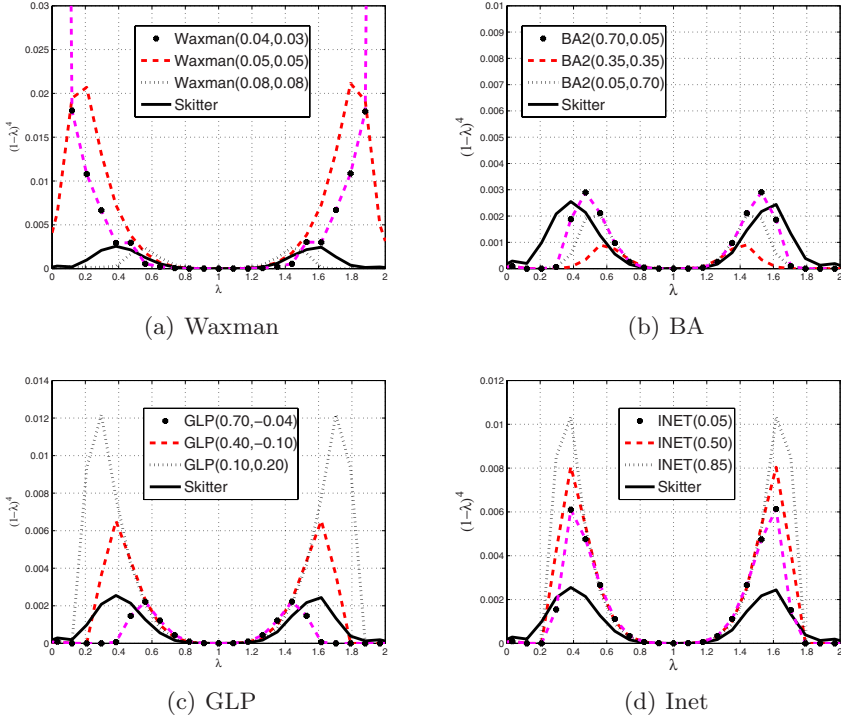 0.03
0.025
0.02
0.015
0.01
0.005
0
(1−λ)⁴
Waxman(0.04,0.03)
Waxman(0.05,0.05)
Waxman(0.08,0.08)
Skitter
0 0.2 0.4 0.6 0.8 1 1.2 1.4 1.6 1.8 2
λ
(a) Waxman
0.01
0.009
0.008
0.007
0.006
0.005
0.004
0.003
0.002
0.001
0
(1−λ)⁴
BA2(0.70,0.05)
BA2(0.35,0.35)
BA2(0.05,0.70)
Skitter
0 0.2 0.4 0.6 0.8 1 1.2 1.4 1.6 1.8 2
λ
(b) BA
0.014
0.012
0.01
0.008
0.006
0.004
0.002
0
(1−λ)⁴
GLP(0.70,−0.04)
GLP(0.40,−0.10)
GLP(0.10,0.20)
Skitter
0 0.2 0.4 0.6 0.8 1 1.2 1.4 1.6 1.8 2
λ
(c) GLP
0.012
0.01
0.008
0.006
0.004
0.002
0
(1−λ)⁴
INET(0.05)
INET(0.50)
INET(0.85)
Skitter
0 0.2 0.4 0.6 0.8 1 1.2 1.4 1.6 1.8 2
λ
(d) Inet